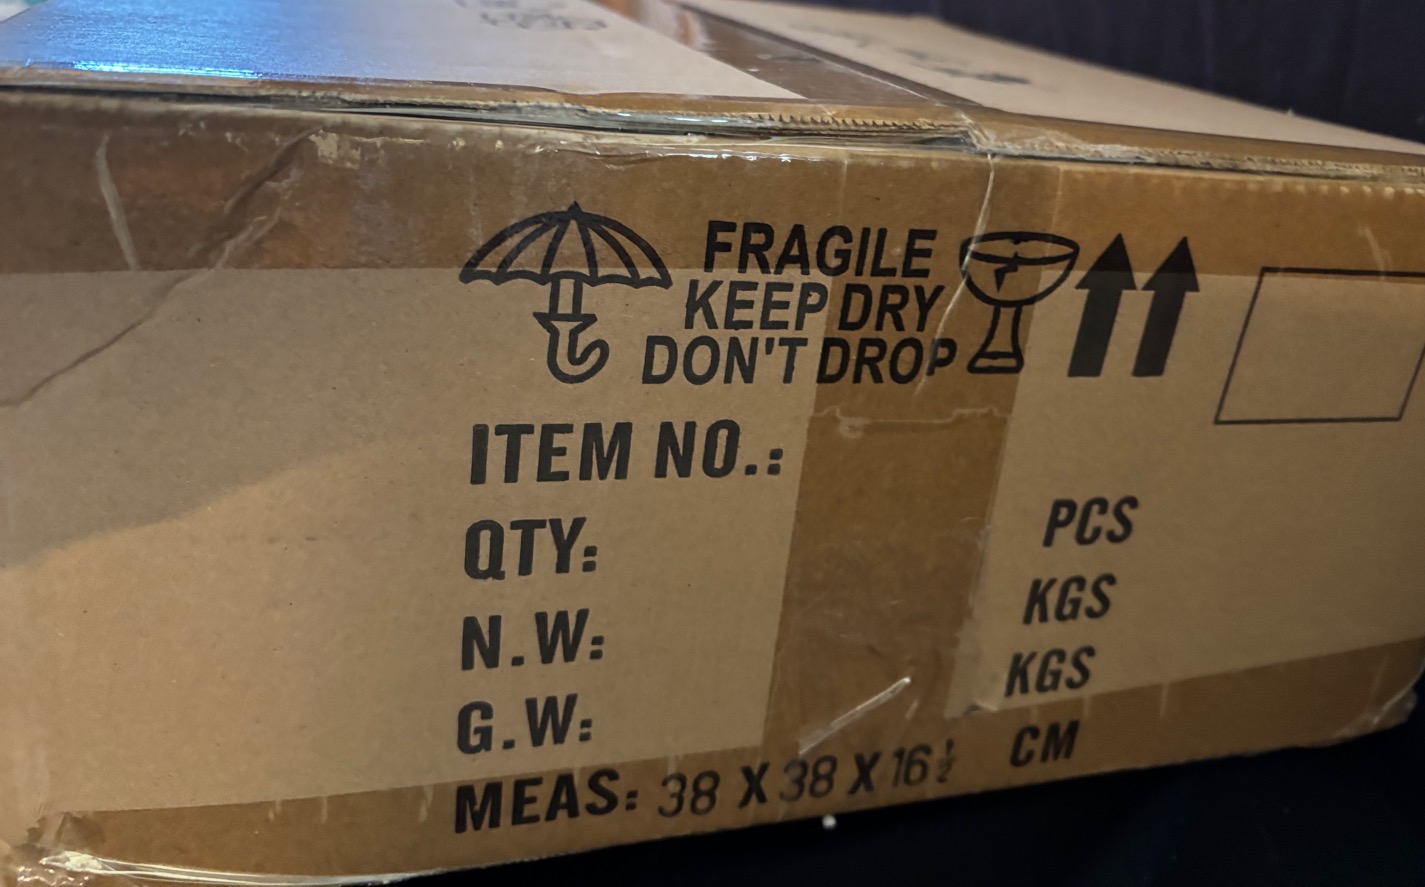 FRAGILE
KEEP DRY
DON'T DROP
ITEM NO.:
QTY: PCS
N.W: KGS
G.W: KGS
MEAS: 38 X 38 X 16½ CM